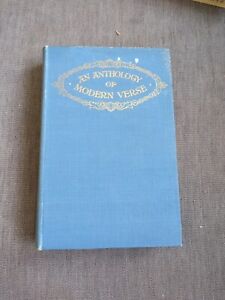 AN ANTHOLOGY
OF
MODERN VERSE